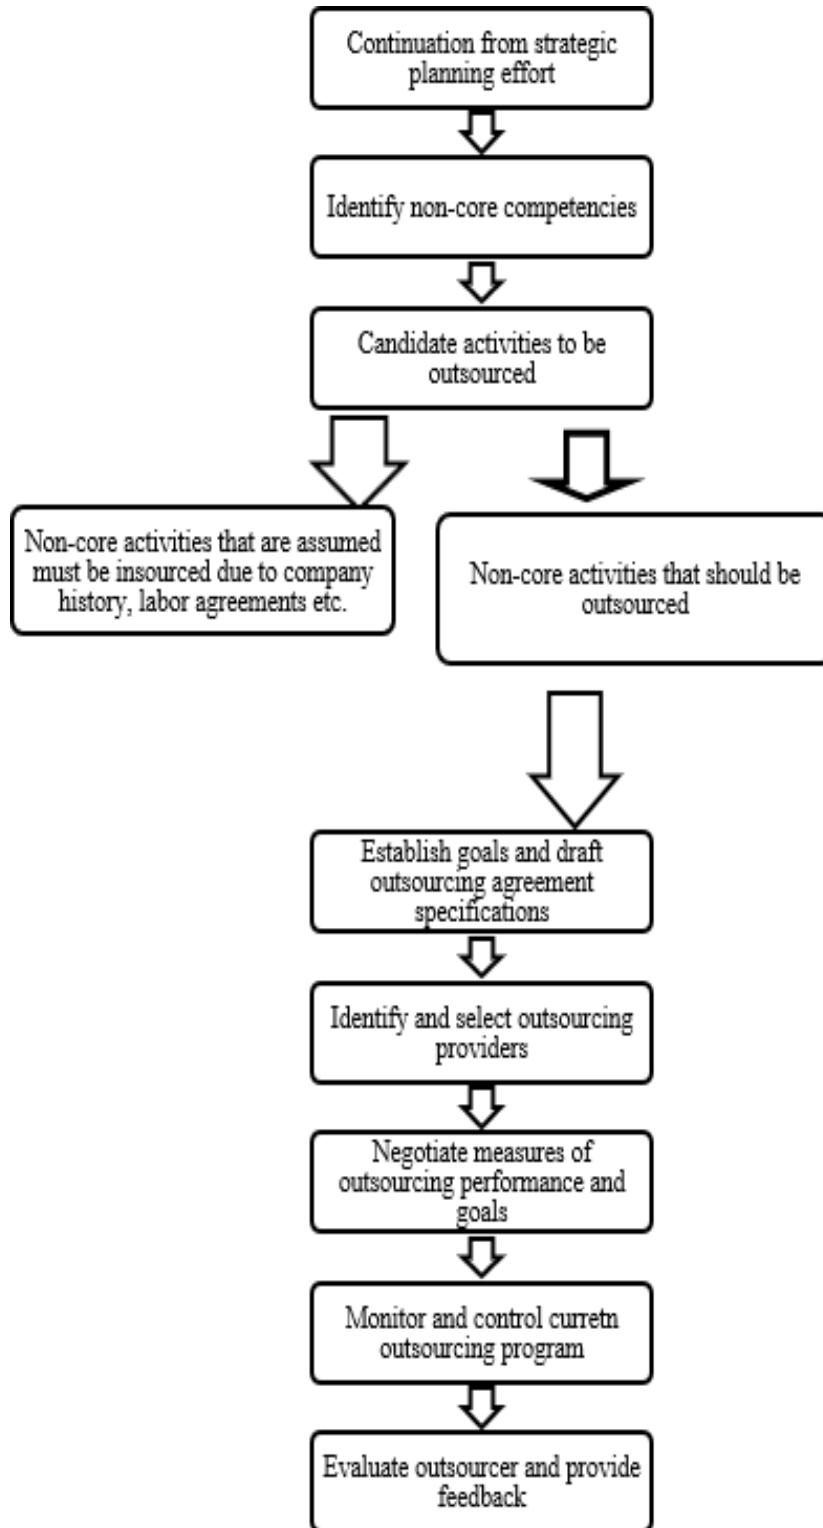 Continuation from strategic
planning effort
Identify non-core competencies
Candidate activities to be
outsourced
Non-core activities that are assumed
must be insourced due to company
history, labor agreements etc.
Non-core activities that should be
outsourced
Establish goals and draft
outsourcing agreement
specifications
Identify and select outsourcing
providers
Negotiate measures of
outsourcing performance and
goals
Monitor and control curretn
outsourcing program
Evaluate outsourcer and provide
feedback